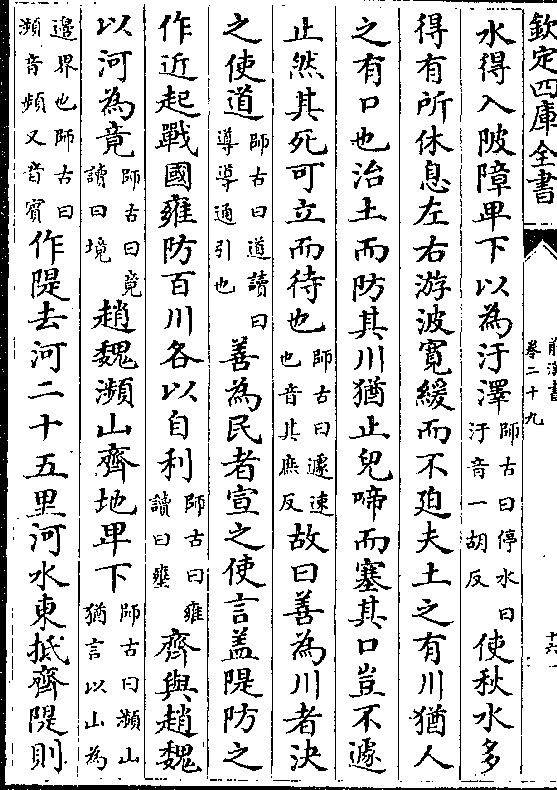 欽定四庫全書
前漢書
卷二十九
十六
水得入陂障卑下以為汙澤師古曰停水曰汙音一胡反使秋水多
得有所休息左右游波寬緩而不迫夫土之有川猶人
之有口也治土而防其川猶止兒啼而塞其口豈不遽
止然其死可立而待也師古曰遽速也音其庶反故曰善為川者決
之使道師古曰道讀曰導導通引也善為民者宣之使言盖隄防之
作近起戰國雍防百川各以自利師古曰雍讀曰壅齊與趙魏
以河為竟師古曰竟讀曰境趙魏瀕山齊地卑下師古曰瀕山猶言以山為
邊界也師古曰瀕音頻又音賓作隄去河二十五里河水東抵齊隄則